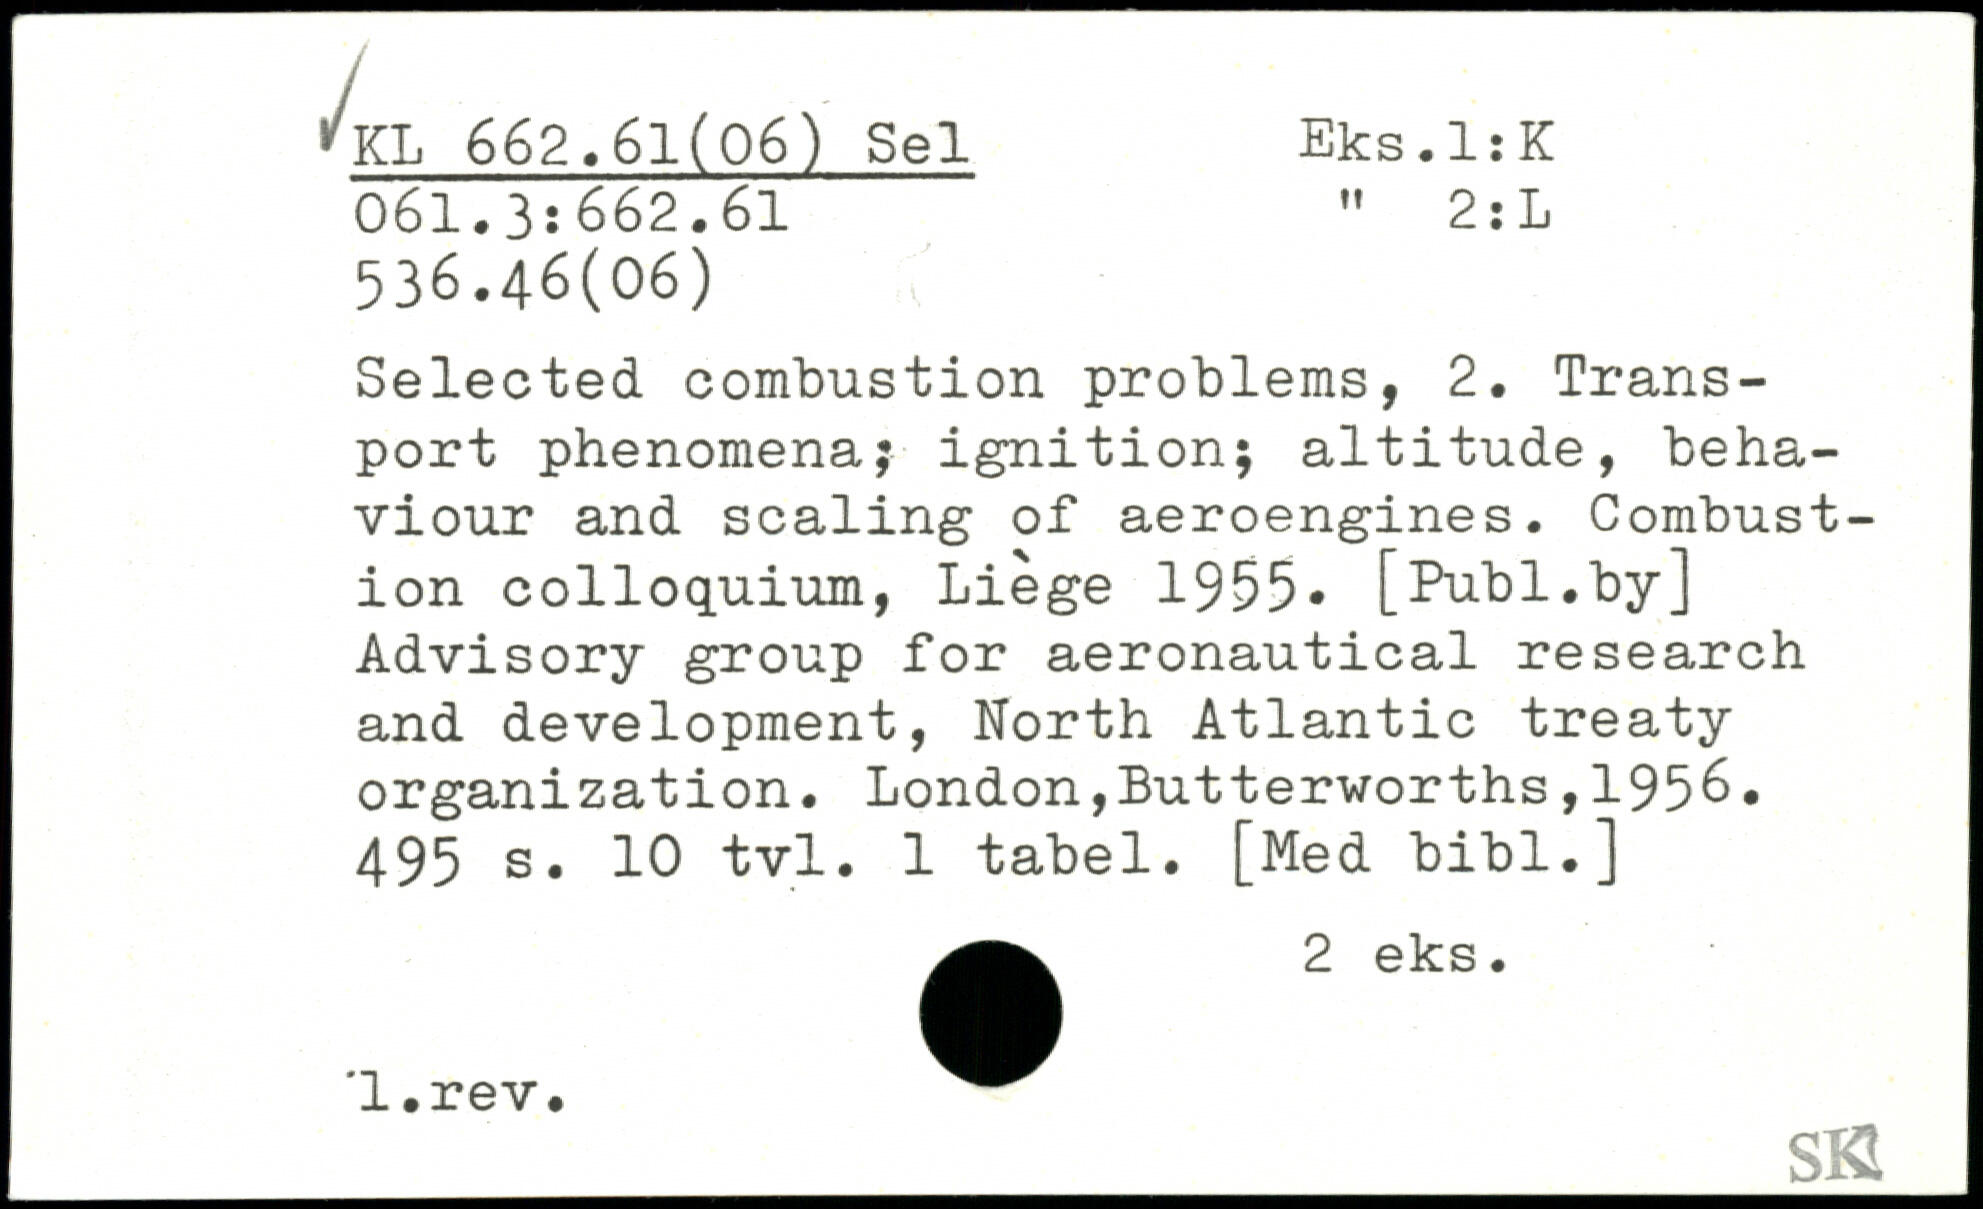 KL 662.61(06) Sel Eks.1:K
061.3:662.61 " 2:L
536.46(06)
Selected combustion problems, 2. Trans-
port phenomena; ignition; altitude, beha-
viour and scaling of aeroengines. Combust-
ion colloquium, Liège 1955. [Publ.by]
Advisory group for aeronautical research
and development, North Atlantic treaty
organization. London,Butterworths,1956.
495 s. 10 tvl. 1 tabel. [Med bibl.]
2 eks.
1.rev.
SK